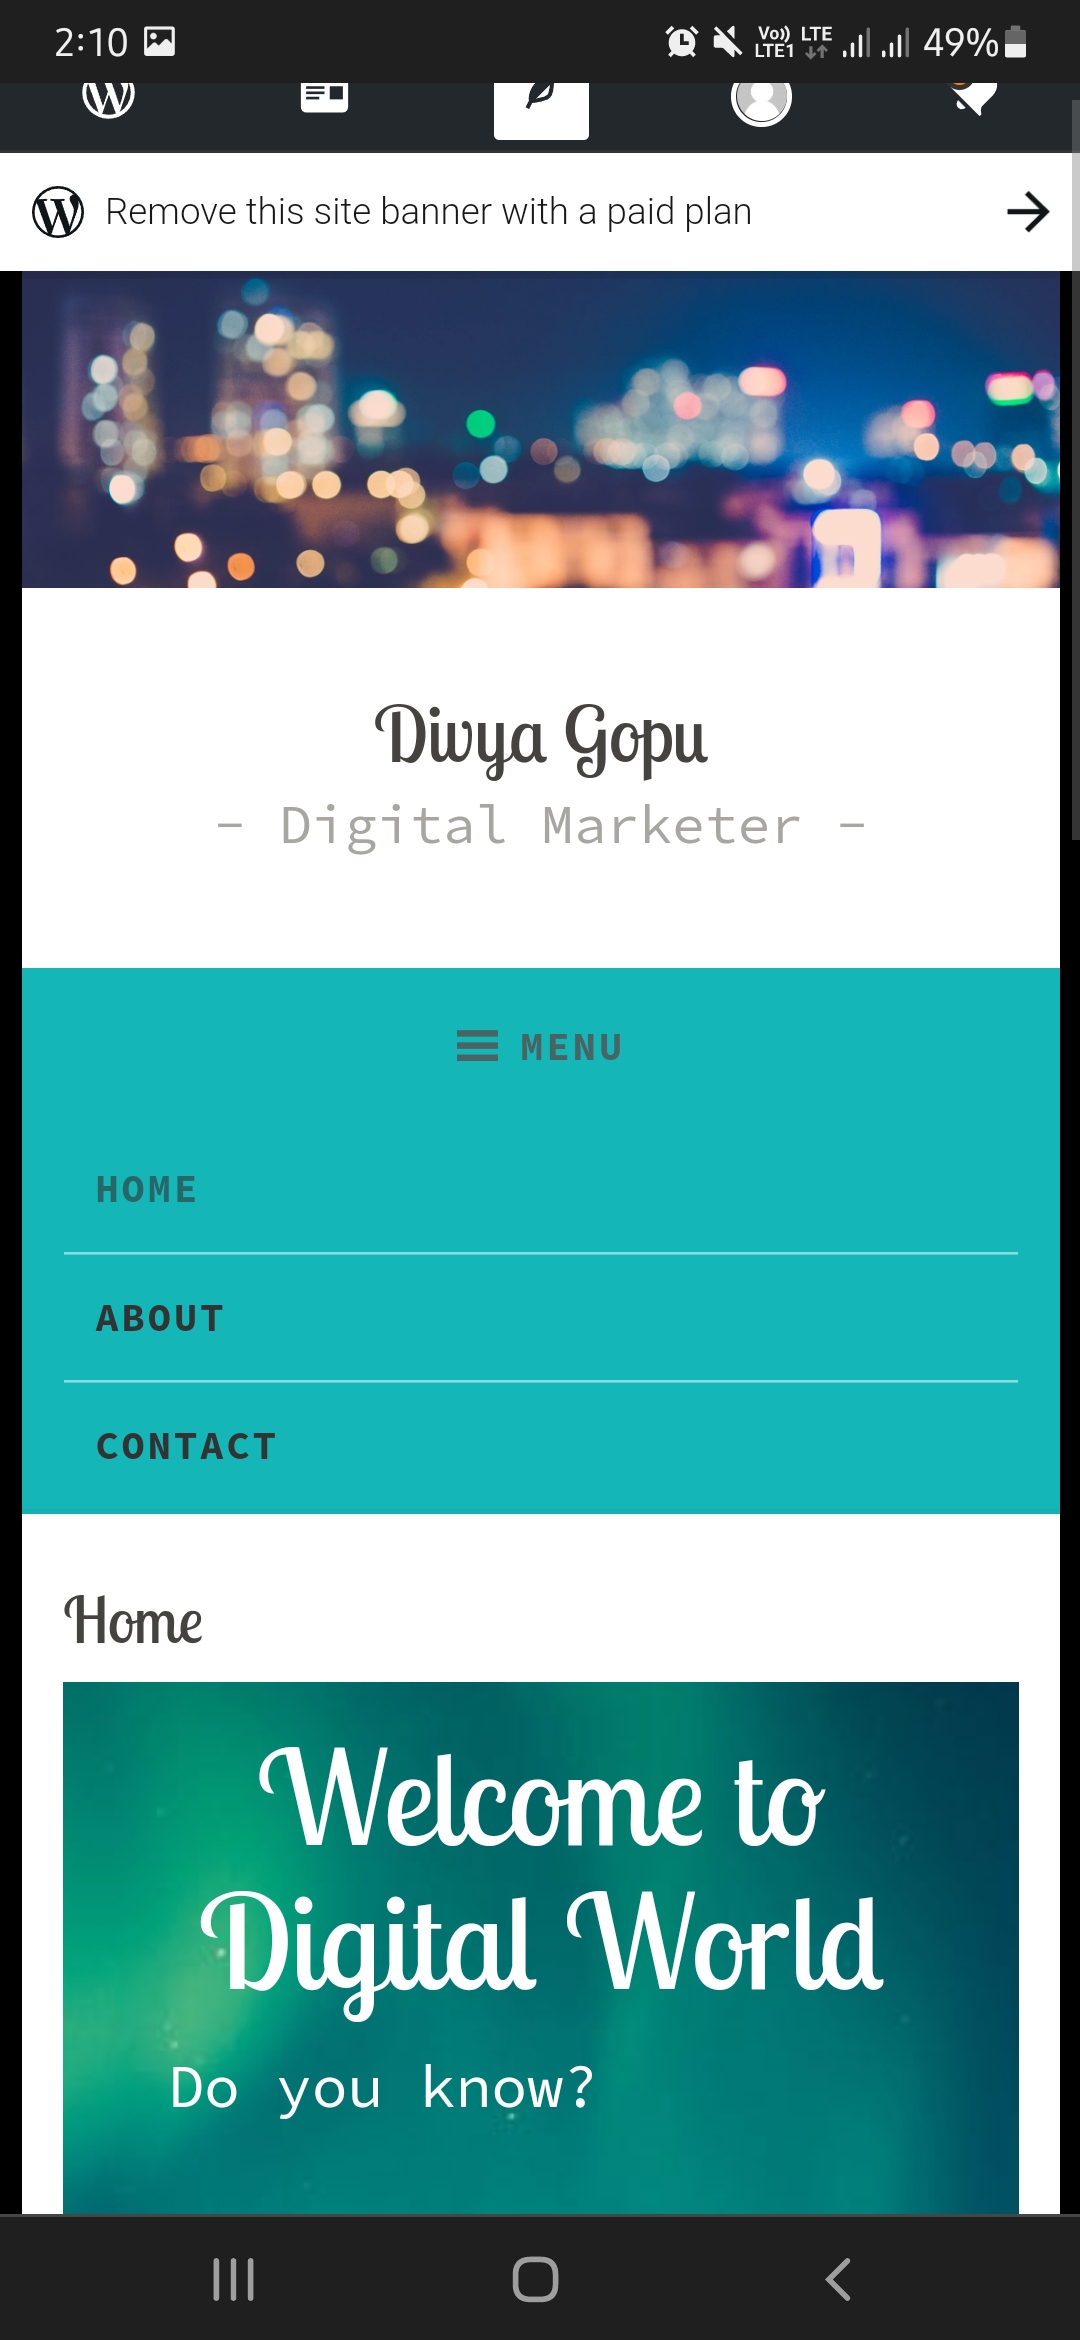 2:10
Vo)) LTE1 LTE 49%
Remove this site banner with a paid plan
Divya Gopu
– Digital Marketer –
MENU
HOME
ABOUT
CONTACT
Home
Welcome to
Digital World
Do you know?